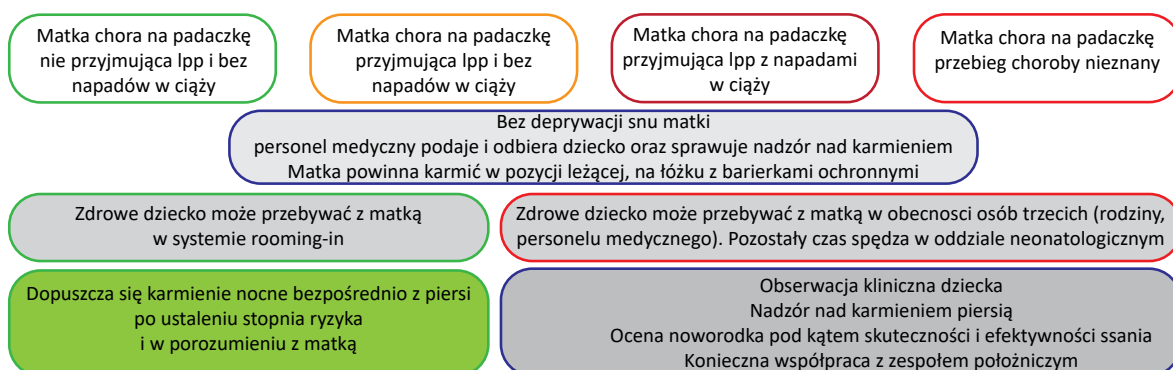 Matka chora na padaczkę
nie przyjmująca lpp i bez
napadów w ciąży
Matka chora na padaczkę
przyjmująca lpp i bez
napadów w ciąży
Matka chora na padaczkę
przyjmująca lpp z napadami
w ciąży
Matka chora na padaczkę
przebieg choroby nieznany
Bez deprywacji snu matki
personel medyczny podaje i odbiera dziecko oraz sprawuje nadzór nad karmieniem
Matka powinna karmić w pozycji leżącej, na łóżku z barierkami ochronnymi
Zdrowe dziecko może przebywać z matką
w systemie rooming-in
Zdrowe dziecko może przebywać z matką w obecnosci osób trzecich (rodziny,
personelu medycznego). Pozostały czas spędza w oddziale neonatologicznym
Dopuszcza się karmienie nocne bezpośrednio z piersi
po ustaleniu stopnia ryzyka
i w porozumieniu z matką
Obserwacja kliniczna dziecka
Nadzór nad karmieniem piersią
Ocena noworodka pod kątem skuteczności i efektywności ssania
Konieczna współpraca z zespołem położniczym